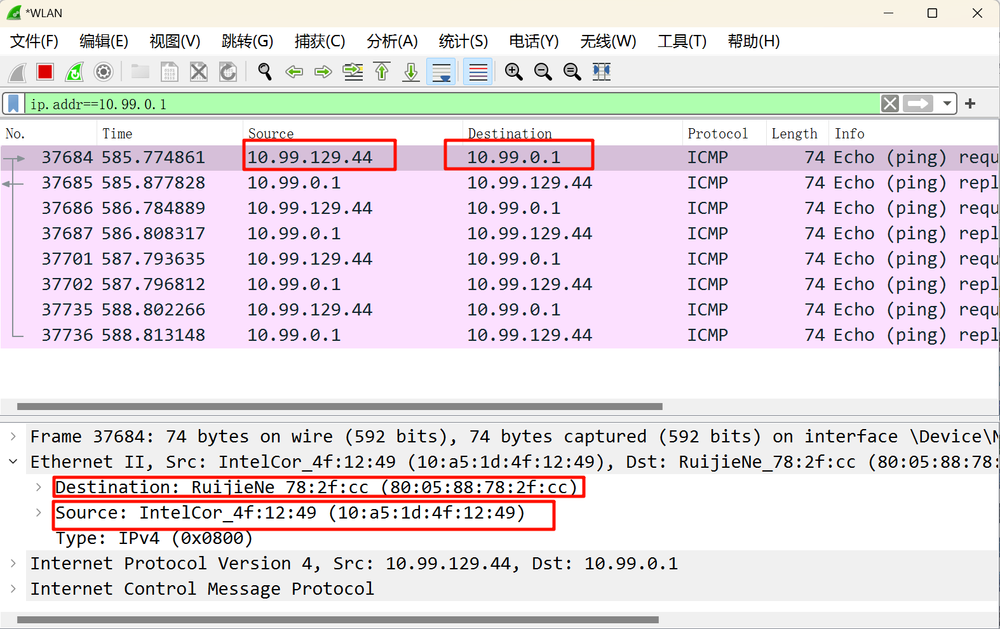 *WLAN
文件(F) 编辑(E) 视图(V) 跳转(G) 捕获(C) 分析(A) 统计(S) 电话(Y) 无线(W) 工具(T) 帮助(H)
ip.addr==10.99.0.1
No. Time Source Destination Protocol Length Info
37684 585.774861 10.99.129.44 10.99.0.1 ICMP 74 Echo (ping) requ
37685 585.877828 10.99.0.1 10.99.129.44 ICMP 74 Echo (ping) repl
37686 586.784889 10.99.129.44 10.99.0.1 ICMP 74 Echo (ping) requ
37687 586.808317 10.99.0.1 10.99.129.44 ICMP 74 Echo (ping) repl
37701 587.793635 10.99.129.44 10.99.0.1 ICMP 74 Echo (ping) requ
37702 587.796812 10.99.0.1 10.99.129.44 ICMP 74 Echo (ping) repl
37735 588.802266 10.99.129.44 10.99.0.1 ICMP 74 Echo (ping) requ
37736 588.813148 10.99.0.1 10.99.129.44 ICMP 74 Echo (ping) repl
Frame 37684: 74 bytes on wire (592 bits), 74 bytes captured (592 bits) on interface \Device\N
Ethernet II, Src: IntelCor_4f:12:49 (10:a5:1d:4f:12:49), Dst: RuijieNe_78:2f:cc (80:05:88:78:
Destination: RuijieNe_78:2f:cc (80:05:88:78:2f:cc)
Source: IntelCor_4f:12:49 (10:a5:1d:4f:12:49)
Type: IPv4 (0x0800)
Internet Protocol Version 4, Src: 10.99.129.44, Dst: 10.99.0.1
Internet Control Message Protocol